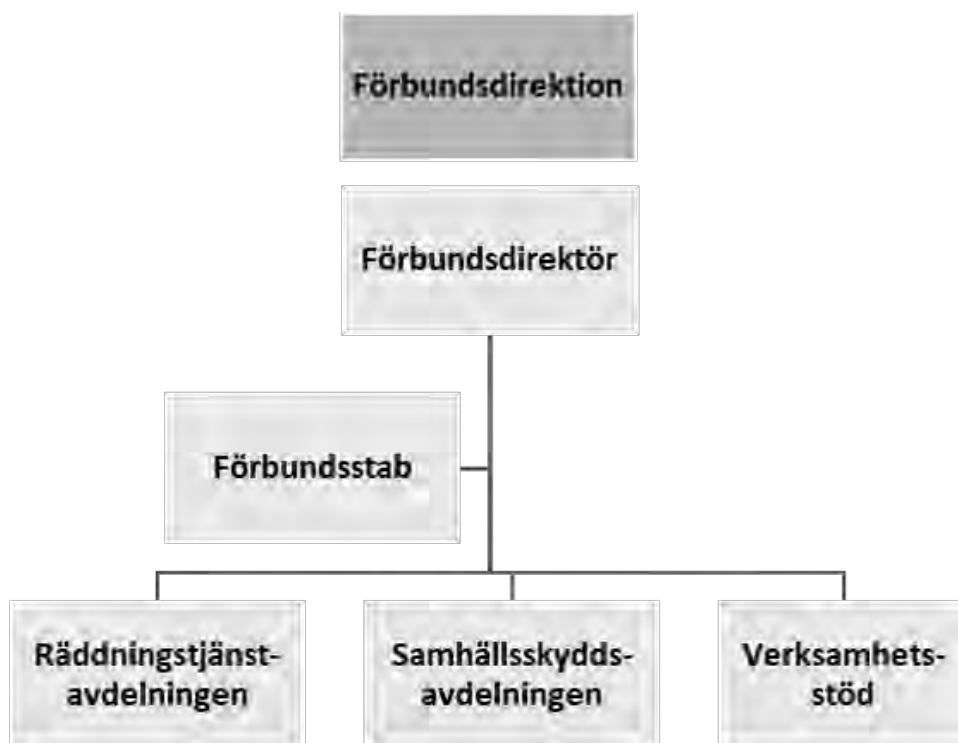 Förbundsdirektion
Förbundsdirektör
Förbundsstab
Räddningstjänst-
avdelningen
Samhällsskydds-
avdelningen
Verksamhets-
stöd